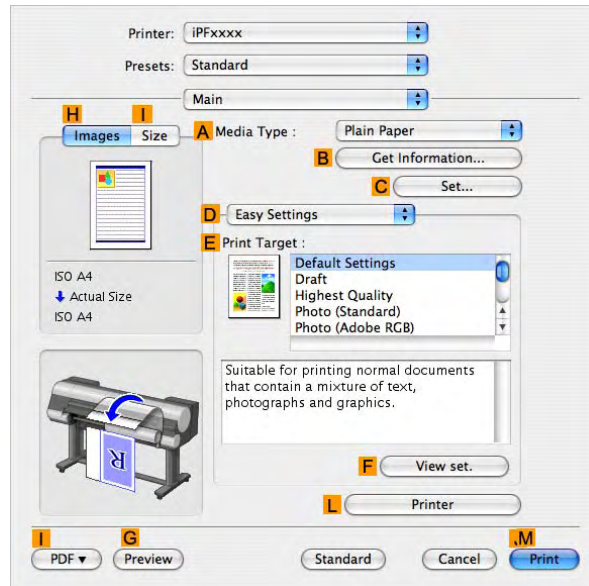 Printer: iPFxxxx
Presets: Standard
Main
H I
Images Size A Media Type : Plain Paper
B Get Information...
C Set...
D Easy Settings
E Print Target :
Default Settings
Draft
Highest Quality
Photo (Standard)
Photo (Adobe RGB)
ISO A4
Actual Size
ISO A4
Suitable for printing normal documents
that contain a mixture of text,
photographs and graphics.
R
F View set.
L Printer
I G .M
PDF Preview Standard Cancel Print